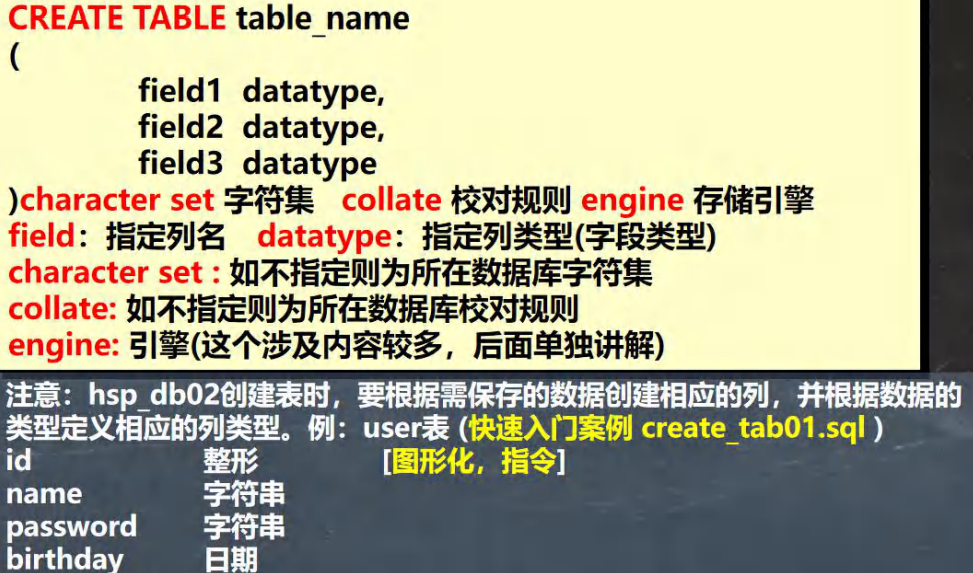 CREATE TABLE table_name
(
field1 datatype,
field2 datatype,
field3 datatype
)character set 字符集 collate 校对规则 engine 存储引擎
field：指定列名 datatype：指定列类型(字段类型)
character set : 如不指定则为所在数据库字符集
collate: 如不指定则为所在数据库校对规则
engine: 引擎(这个涉及内容较多，后面单独讲解)
注意：hsp_db02创建表时，要根据需保存的数据创建相应的列，并根据数据的
类型定义相应的列类型。例：user表 (快速入门案例 create_tab01.sql )
id 整形 [图形化，指令]
name 字符串
password 字符串
birthday 日期